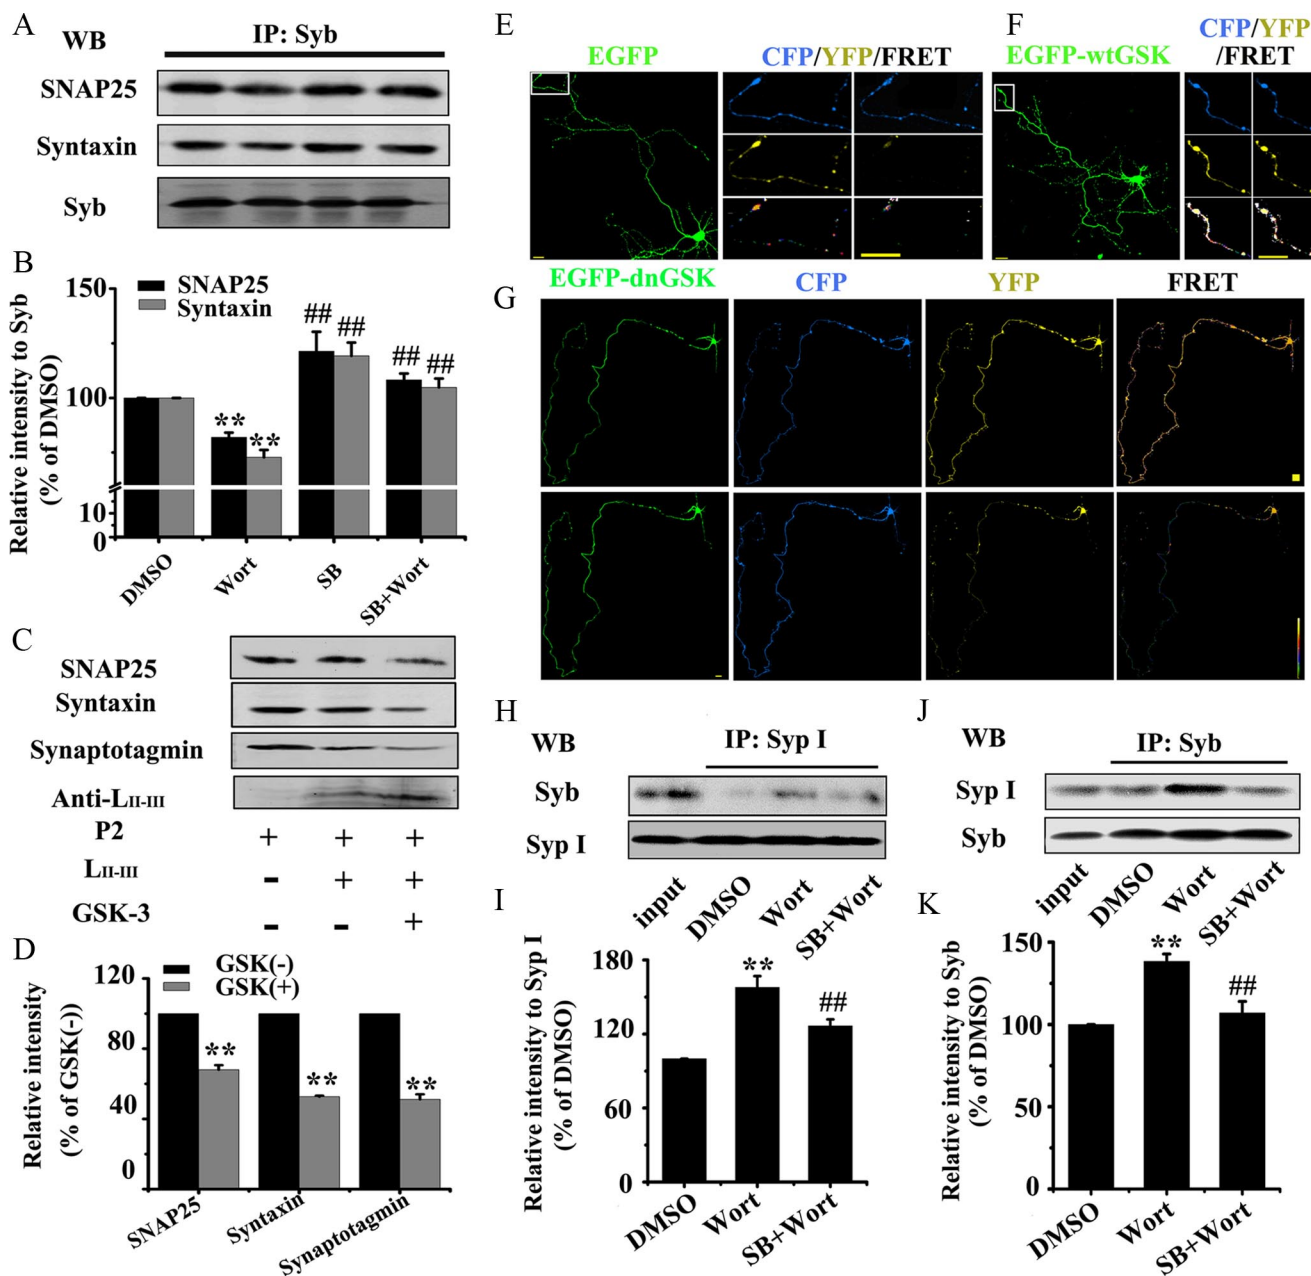 A
WB
IP: Syb
SNAP25
Syntaxin
Syb
B
Relative intensity to Syb
(% of DMSO)
150
100
10
0
SNAP25
Syntaxin
**
**
##
##
##
##
DMSO
Wort
SB
SB+Wort
C
SNAP25
Syntaxin
Synaptotagmin
Anti-LII-III
P2 + + +
LII-III - + +
GSK-3 - - +
D
Relative intensity
(% of GSK(-))
120
80
40
0
GSK(-)
GSK(+)
**
**
**
SNAP25
Syntaxin
Synaptotagmin
E
EGFP
CFP/YFP/FRET
F
EGFP-wtGSK
CFP/YFP
/FRET
G
EGFP-dnGSK
CFP
YFP
FRET
H
WB
IP: Syp I
Syb
Syp I
input
DMSO
Wort
SB+Wort
I
Relative intensity to Syp I
(% of DMSO)
180
120
60
0
**
##
DMSO
Wort
SB+Wort
J
WB
IP: Syb
Syp I
Syb
input
DMSO
Wort
SB+Wort
K
Relative intensity to Syb
(% of DMSO)
150
100
50
0
**
##
DMSO
Wort
SB+Wort